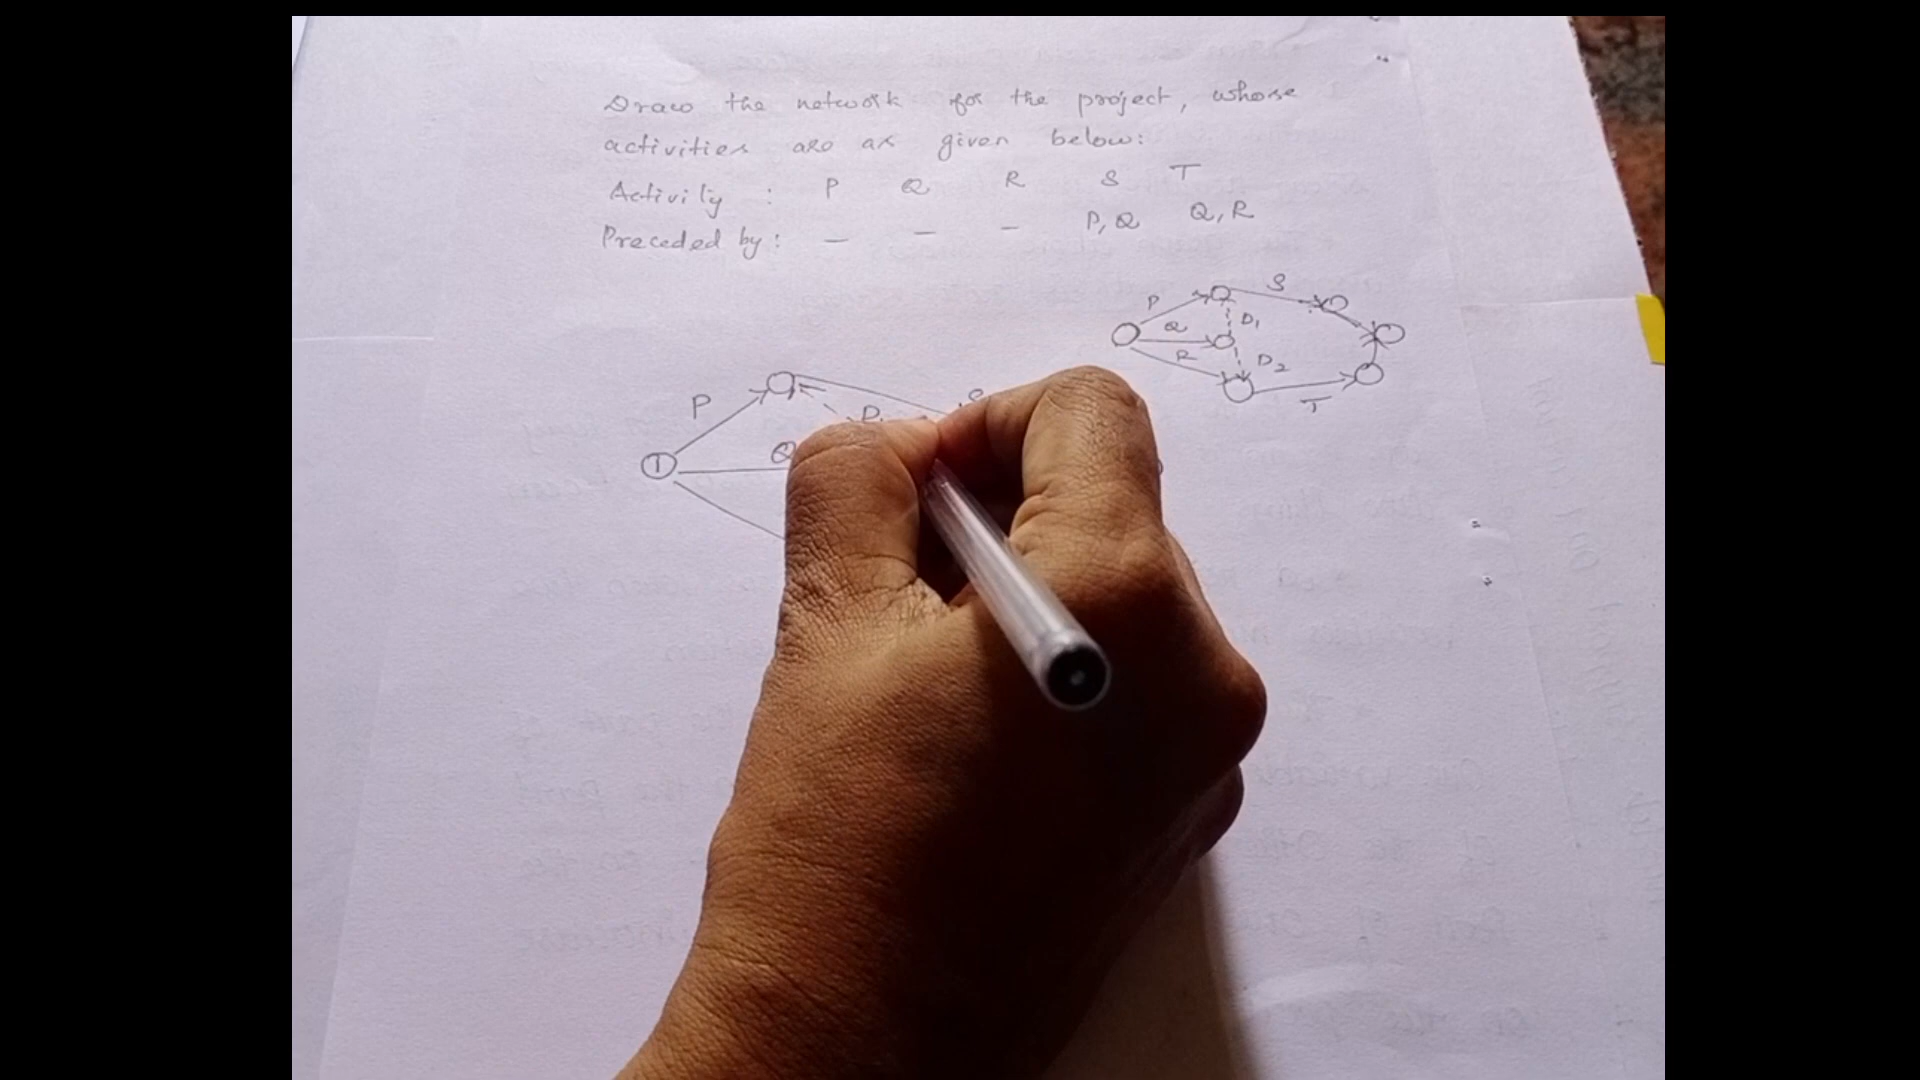 Draw the network for the project, whose
activities are as given below:
Activity : P Q R S T
Preceded by: — — — P, Q Q, R
S
P
D1
Q
R
D2
T
P
S
D
1
Q